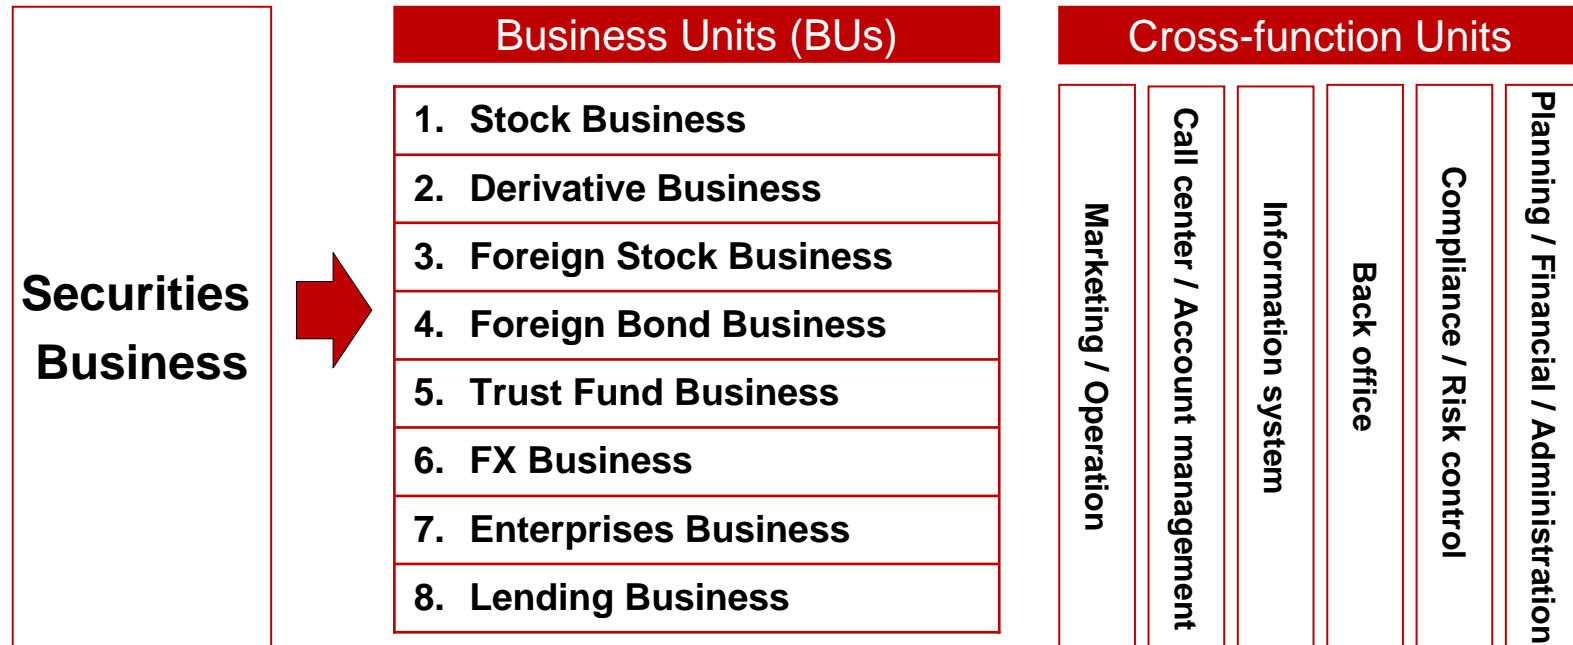 Securities
Business
Business Units (BUs)
1. Stock Business
2. Derivative Business
3. Foreign Stock Business
4. Foreign Bond Business
5. Trust Fund Business
6. FX Business
7. Enterprises Business
8. Lending Business
Cross-function Units
Marketing / Operation
Call center / Account management
Information system
Back office
Compliance / Risk control
Planning / Financial / Administration